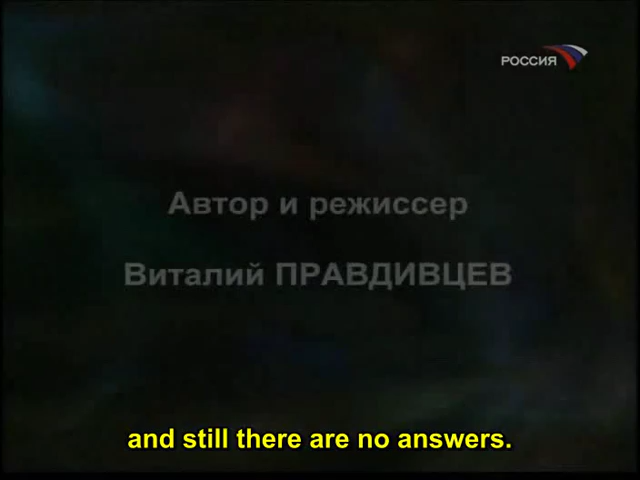 РОССИЯ
Автор и режиссер
Виталий ПРАВДИВЦЕВ
and still there are no answers.